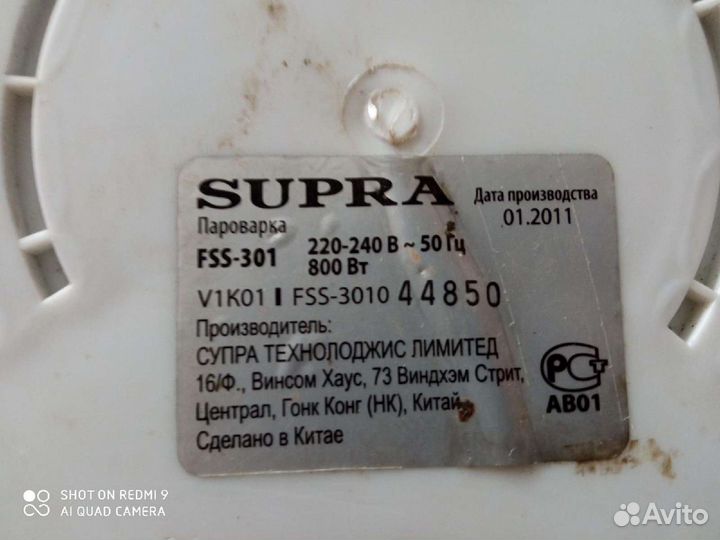 SUPRA
Дата производства
01.2011
Пароварка
FSS-301
220-240 В ~ 50 Гц
800 Вт
V1K01 I FSS-3010 44850
Производитель:
СУПРА ТЕХНОЛОДЖИС ЛИМИТЕД
16/Ф., Винсом Хаус, 73 Виндхэм Стрит,
Централ, Гонк Конг (НК), Китай
Сделано в Китае
РСТ
АВ01
SHOT ON REDMI 9
AI QUAD CAMERA
Avito